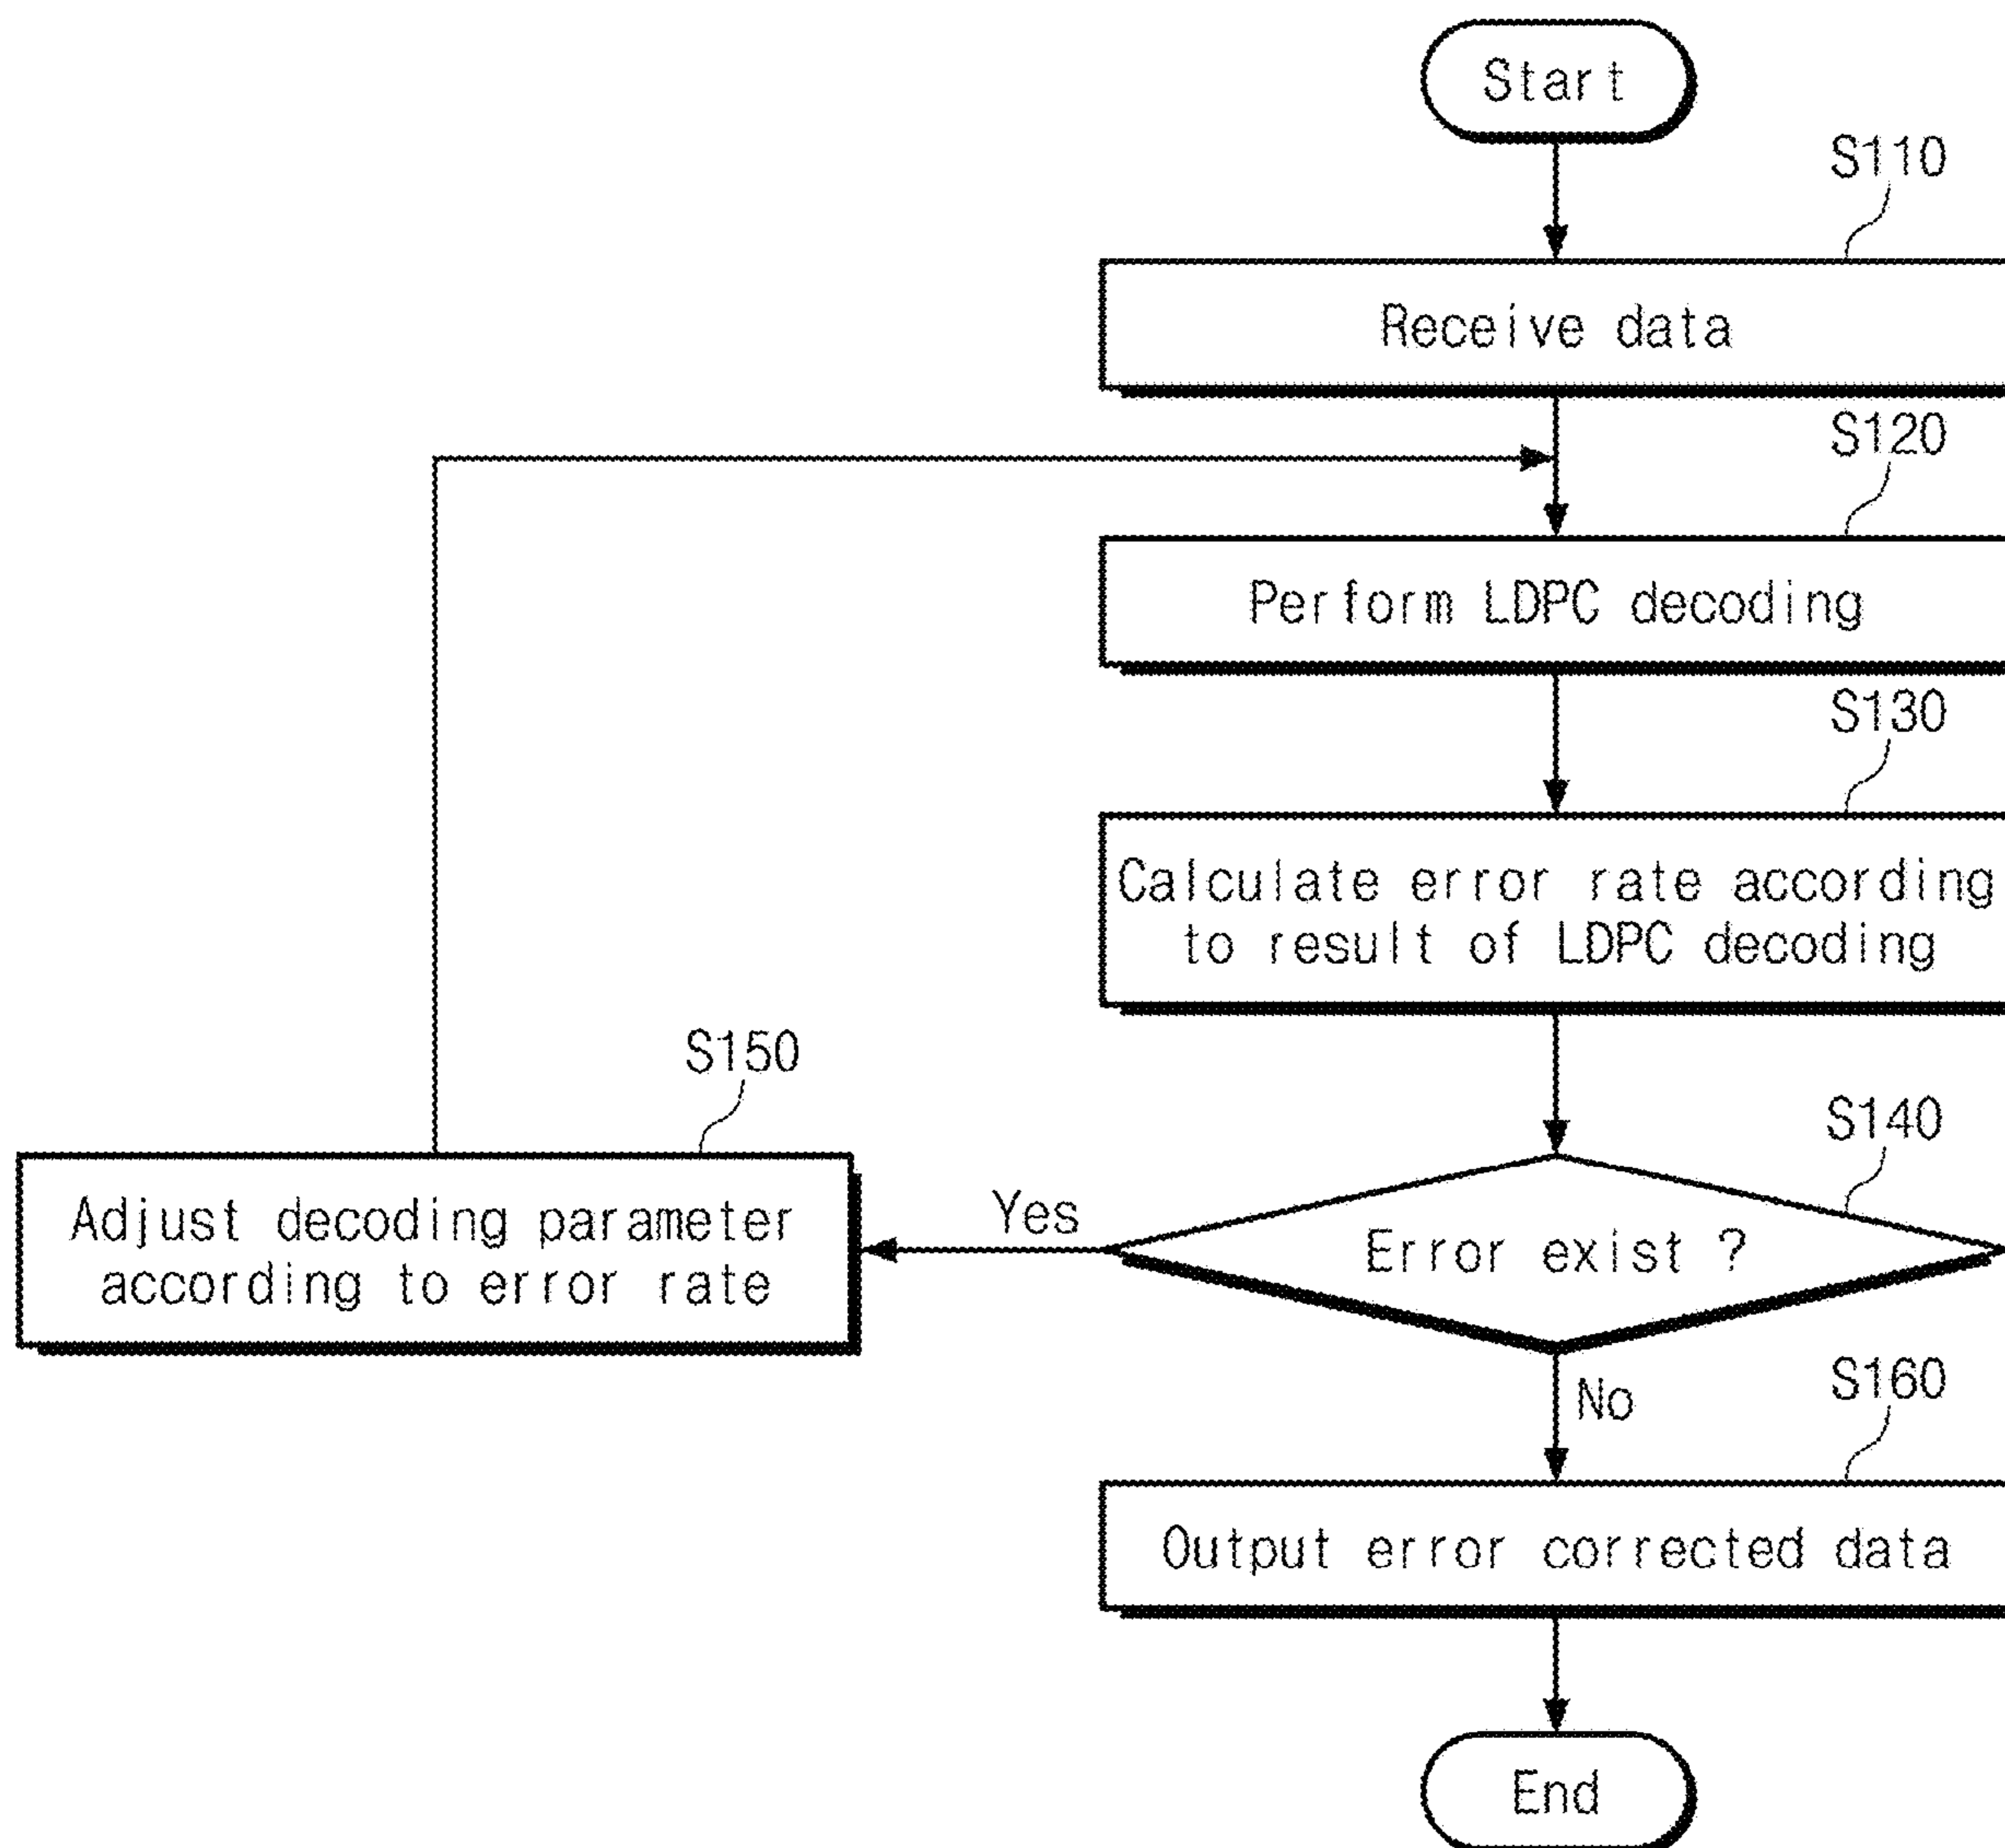 Start
S110
Receive data
S120
Perform LDPC decoding
S130
Calculate error rate according
to result of LDPC decoding
S150
S140
Adjust decoding parameter
according to error rate
Yes
Error exist ?
No
S160
Output error corrected data
End